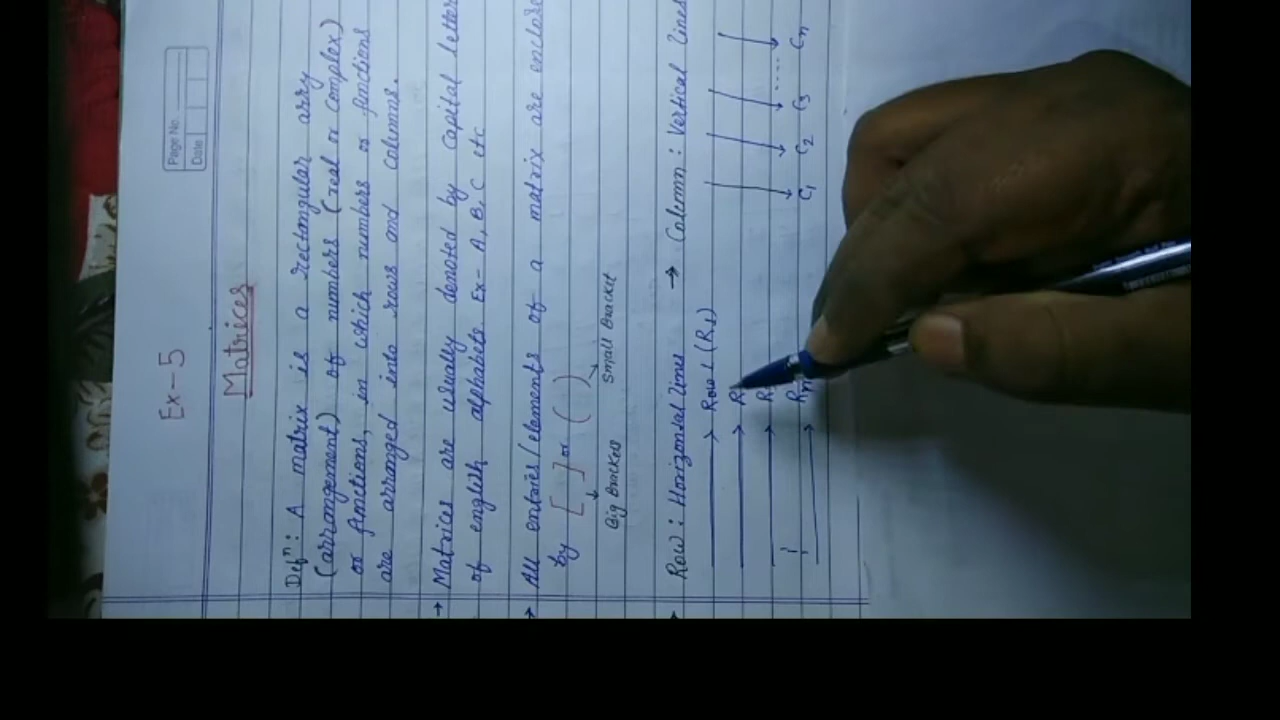 Page No.
Date
Ex-5
Matrices
Defⁿ: A matrix is a rectangular arry
(arrangement) of numbers (real or complex)
or functions, in which numbers or functions
are arranged into rows and columns.
→ Matrices are usually denoted by capital letter
of english alphabets Ex- A, B, C etc
→ All entries/elements of a matrix are enclose
by [ ] or ( )
Big Bracket Small Bracket
→ Row: Horizontal lines → Column: Vertical lines
Row 1 (R1)
C1 C2 C3 ..... Cn